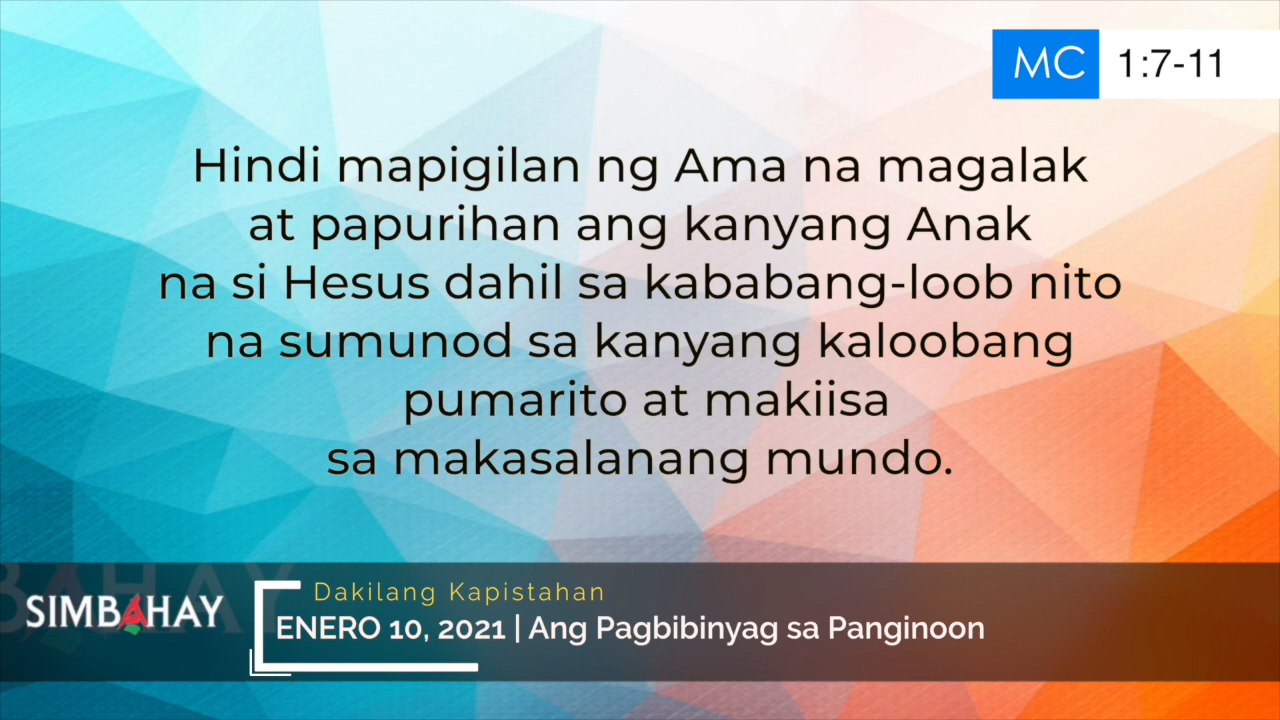 MC 1:7-11
Hindi mapigilan ng Ama na magalak
at papurihan ang kanyang Anak
na si Hesus dahil sa kababang-loob nito
na sumunod sa kanyang kaloobang
pumarito at makiisa
sa makasalanang mundo.
Dakilang Kapistahan
SIMBAHAY
ENERO 10, 2021 | Ang Pagbibinyag sa Panginoon